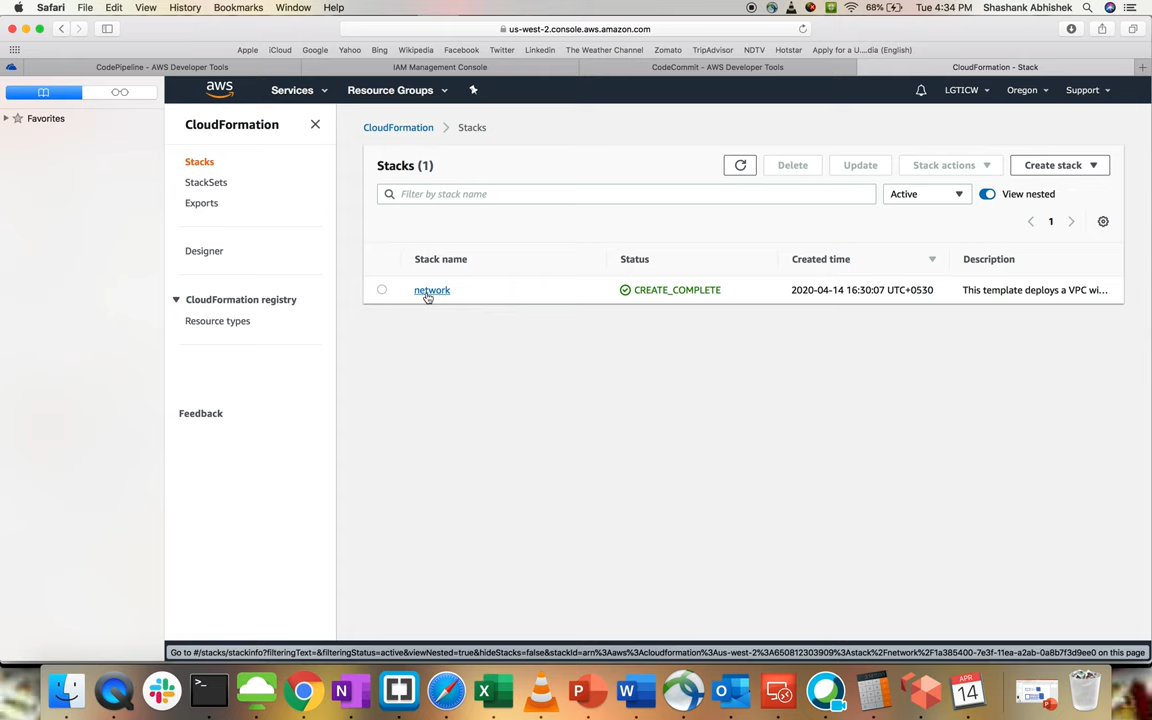 Safari File Edit View History Bookmarks Window Help 68% Tue 4:34 PM Shashank Abhishek
us-west-2.console.aws.amazon.com
Apple iCloud Google Yahoo Bing Wikipedia Facebook Twitter Linkedin The Weather Channel Zomato TripAdvisor NDTV Hotstar Apply for a U....dia (English)
CodePipeline - AWS Developer Tools IAM Management Console CodeCommit - AWS Developer Tools CloudFormation - Stack
aws Services Resource Groups LGTICW Oregon Support
Favorites
CloudFormation
Stacks
StackSets
Exports
Designer
CloudFormation registry
Resource types
Feedback
CloudFormation Stacks
Stacks (1) Delete Update Stack actions Create stack
Filter by stack name Active View nested
1
Stack name Status Created time Description
network CREATE_COMPLETE 2020-04-14 16:30:07 UTC+0530 This template deploys a VPC wi...
Go to #/stacks/stackinfo?filteringText=&filteringStatus=active&viewNested=true&hideStacks=false&stackId=arn%3Aaws%3Acloudformation%3Aus-west-2%3A650812303909%3Astack%2Fnetwork%2F1a385400-7e3f-11ea-a2ab-0a8b7f3d9ee0 on this page
APR
14